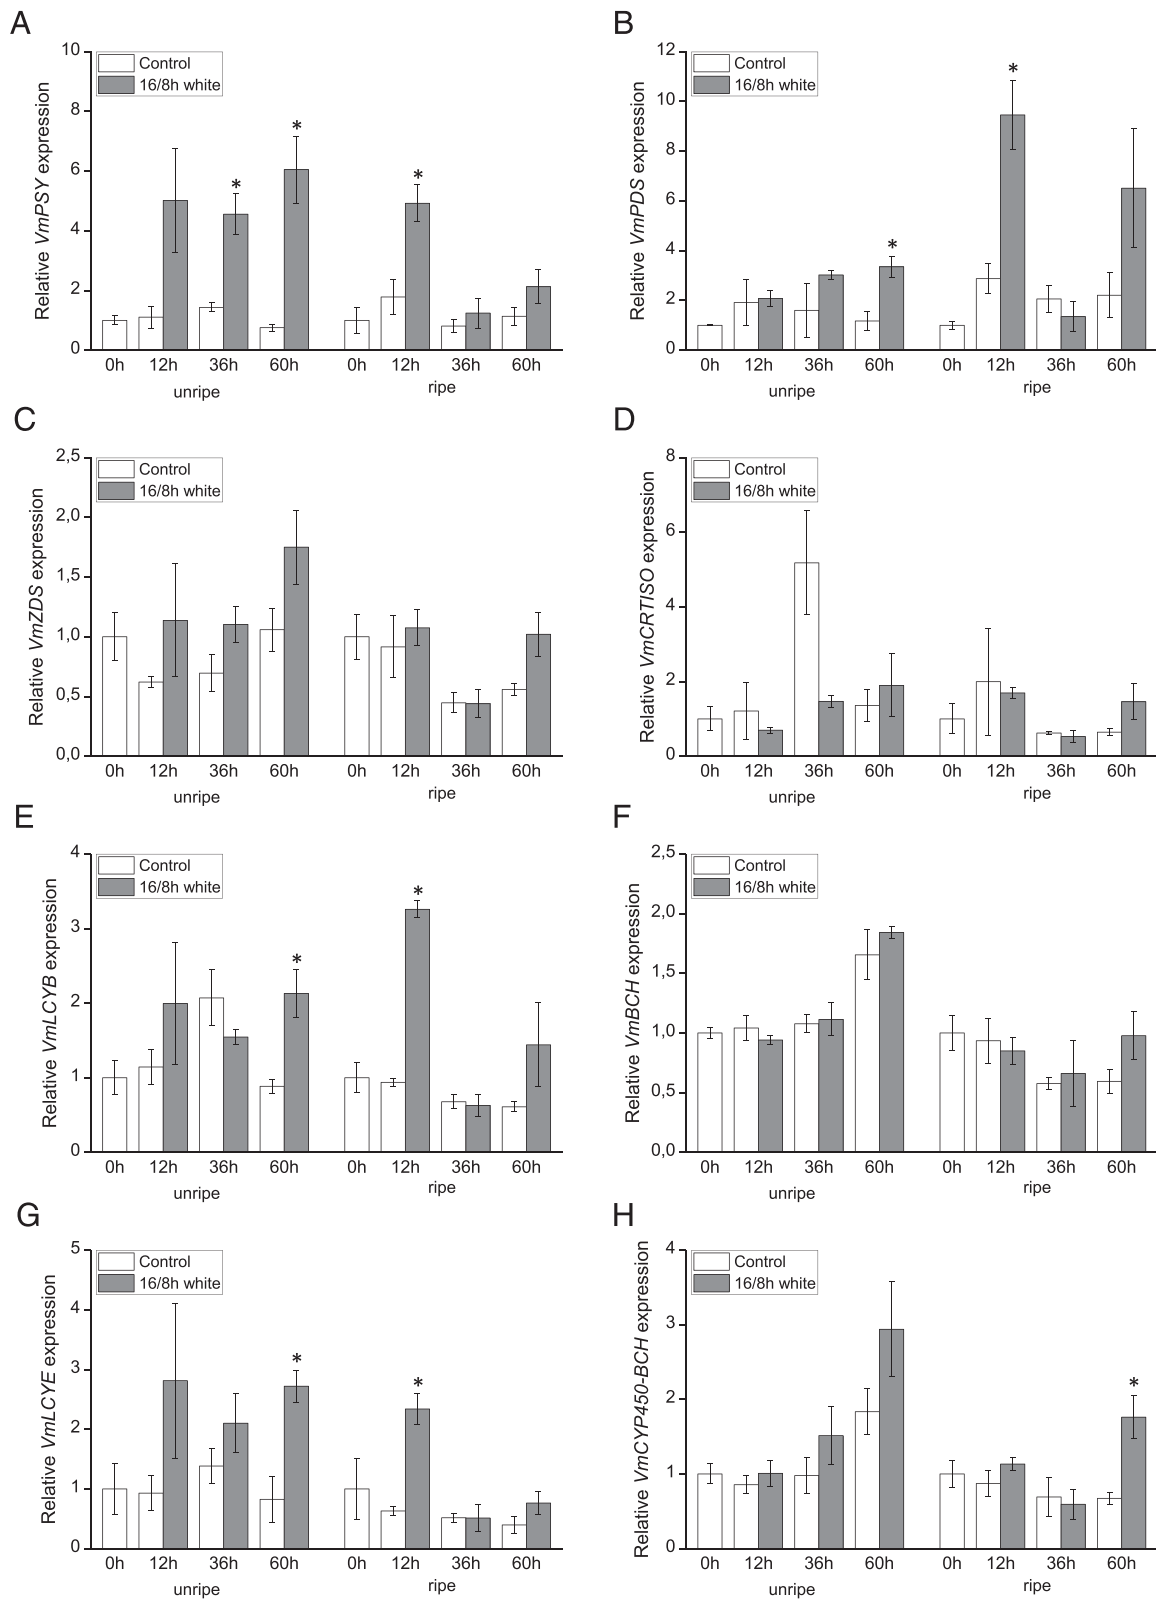 A
Relative VmPSY expression
10
8
6
4
2
0
Control
16/8h white
*
*
*
0h 12h 36h 60h 0h 12h 36h 60h
unripe ripe
B
Relative VmPDS expression
12
10
8
6
4
2
0
Control
16/8h white
*
*
0h 12h 36h 60h 0h 12h 36h 60h
unripe ripe
C
Relative VmZDS expression
2,5
2,0
1,5
1,0
0,5
0,0
Control
16/8h white
0h 12h 36h 60h 0h 12h 36h 60h
unripe ripe
D
Relative VmCRTISO expression
8
6
4
2
0
Control
16/8h white
0h 12h 36h 60h 0h 12h 36h 60h
unripe ripe
E
Relative VmLCYB expression
4
3
2
1
0
Control
16/8h white
*
*
0h 12h 36h 60h 0h 12h 36h 60h
unripe ripe
F
Relative VmBCH expression
2,5
2,0
1,5
1,0
0,5
0,0
Control
16/8h white
0h 12h 36h 60h 0h 12h 36h 60h
unripe ripe
G
Relative VmLCYE expression
5
4
3
2
1
0
Control
16/8h white
*
*
0h 12h 36h 60h 0h 12h 36h 60h
unripe ripe
H
Relative VmCYP450-BCH expression
4
3
2
1
0
Control
16/8h white
*
0h 12h 36h 60h 0h 12h 36h 60h
unripe ripe